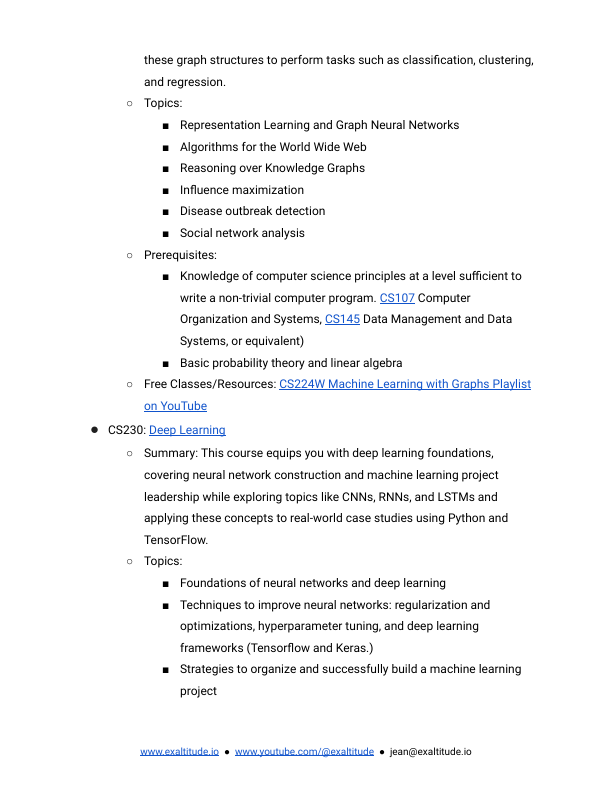 these graph structures to perform tasks such as classification, clustering,
and regression.
○ Topics:
■ Representation Learning and Graph Neural Networks
■ Algorithms for the World Wide Web
■ Reasoning over Knowledge Graphs
■ Influence maximization
■ Disease outbreak detection
■ Social network analysis
○ Prerequisites:
■ Knowledge of computer science principles at a level sufficient to
write a non-trivial computer program. CS107 Computer
Organization and Systems, CS145 Data Management and Data
Systems, or equivalent)
■ Basic probability theory and linear algebra
○ Free Classes/Resources: CS224W Machine Learning with Graphs Playlist
on YouTube
● CS230: Deep Learning
○ Summary: This course equips you with deep learning foundations,
covering neural network construction and machine learning project
leadership while exploring topics like CNNs, RNNs, and LSTMs and
applying these concepts to real-world case studies using Python and
TensorFlow.
○ Topics:
■ Foundations of neural networks and deep learning
■ Techniques to improve neural networks: regularization and
optimizations, hyperparameter tuning, and deep learning
frameworks (Tensorflow and Keras.)
■ Strategies to organize and successfully build a machine learning
project
www.exaltitude.io ● www.youtube.com/@exaltitude ● jean@exaltitude.io